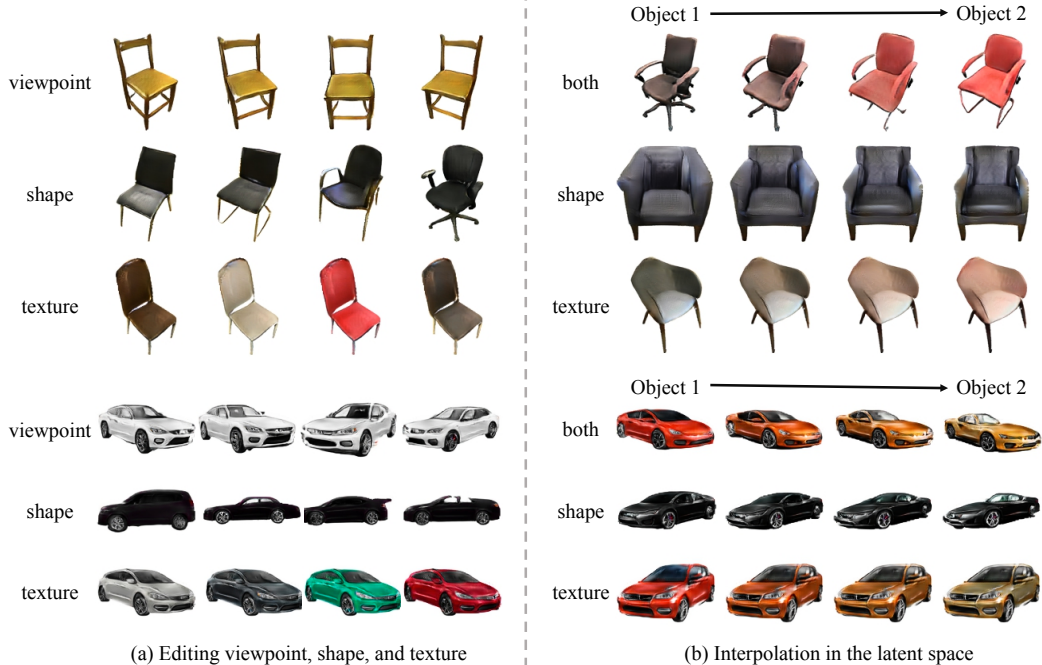 viewpoint
shape
texture
viewpoint
shape
texture
(a) Editing viewpoint, shape, and texture
Object 1 Object 2
both
shape
texture
Object 1 Object 2
both
shape
texture
(b) Interpolation in the latent space